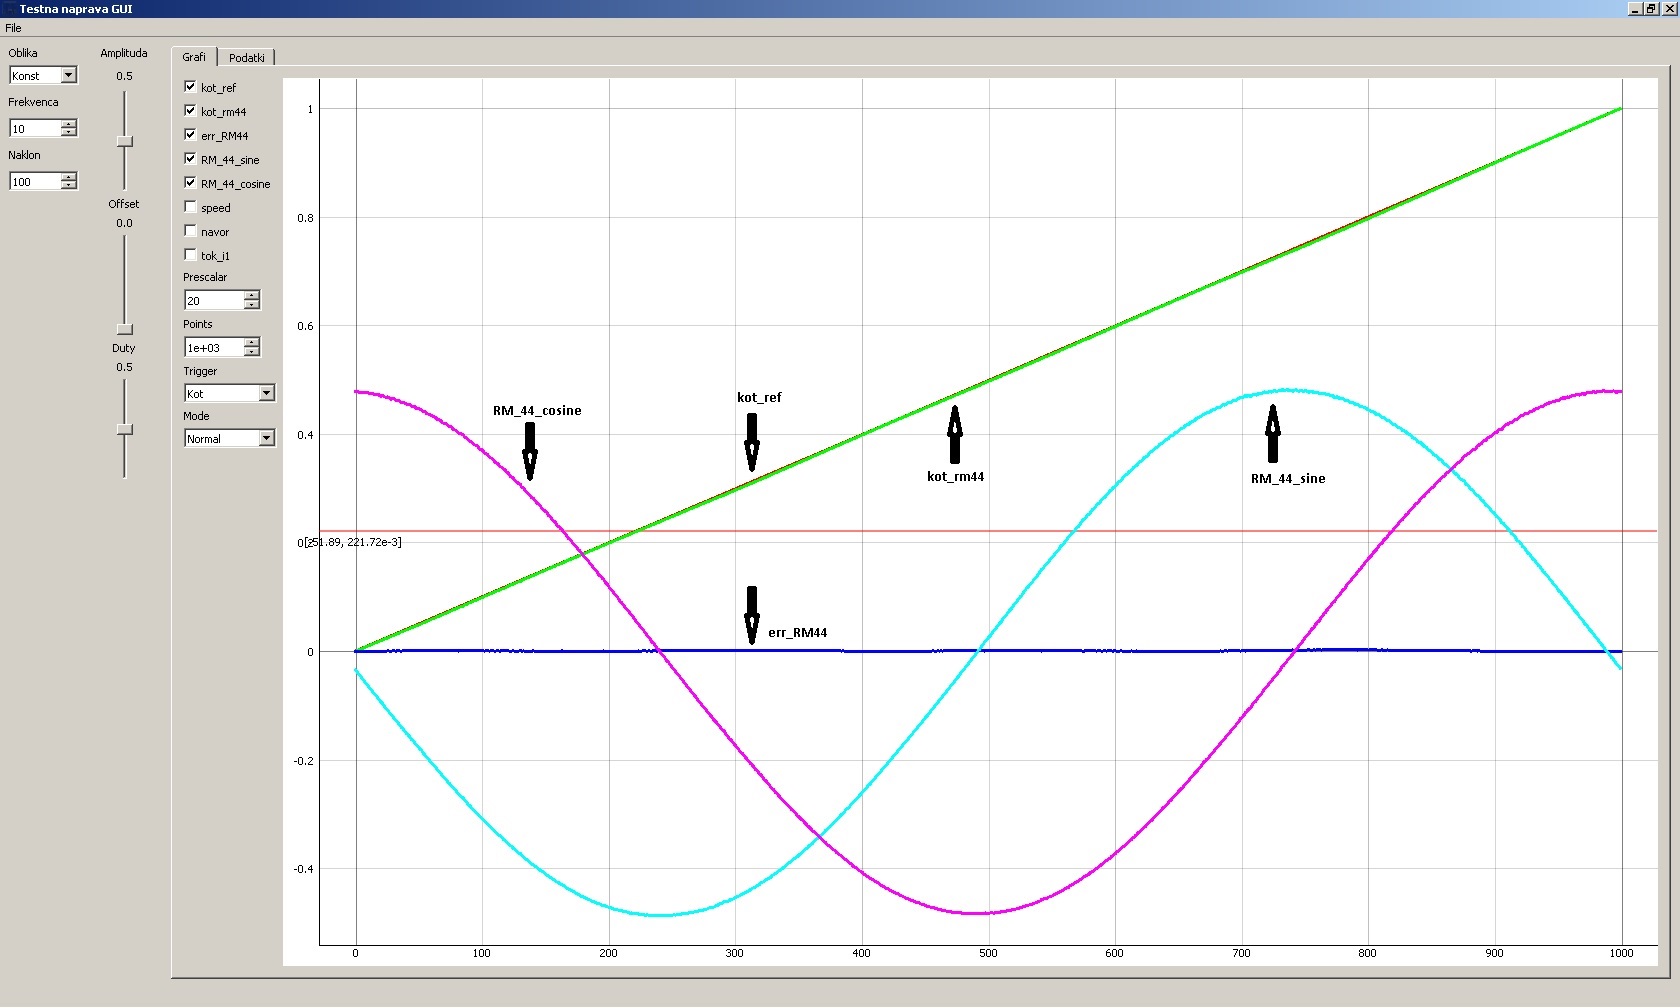 Testna naprava GUI
File
Oblika
Konst
Frekvenca
10
Naklon
100
Amplituda
0.5
Offset
0.0
Duty
0.5
Grafi
Podatki
kot_ref
kot_rm44
err_RM44
RM_44_sine
RM_44_cosine
speed
navor
tok_i1
Prescalar
20
Points
1e+03
Trigger
Kot
Mode
Normal
1
0.8
0.6
0.4
0
-0.2
-0.4
RM_44_cosine
kot_ref
kot_rm44
RM_44_sine
51.89, 221.72e-3]
err_RM44
0 100 200 300 400 500 600 700 800 900 1000